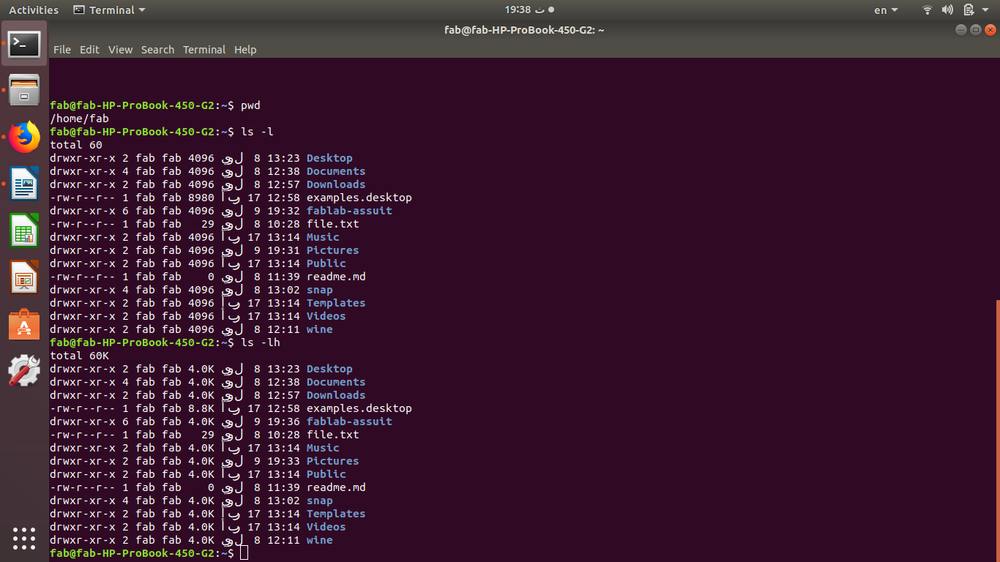 Activities Terminal 19:38 ث en
fab@fab-HP-ProBook-450-G2: ~
File Edit View Search Terminal Help
fab@fab-HP-ProBook-450-G2:~$ pwd
/home/fab
fab@fab-HP-ProBook-450-G2:~$ ls -l
total 60
drwxr-xr-x 2 fab fab 4096 يول 8 13:23 Desktop
drwxr-xr-x 4 fab fab 4096 يول 8 12:38 Documents
drwxr-xr-x 2 fab fab 4096 يول 8 12:57 Downloads
-rw-r--r-- 1 fab fab 8980 أبر 17 12:58 examples.desktop
drwxr-xr-x 6 fab fab 4096 يول 9 19:32 fablab-assuit
-rw-r--r-- 1 fab fab 29 يول 8 10:28 file.txt
drwxr-xr-x 2 fab fab 4096 أبر 17 13:14 Music
drwxr-xr-x 2 fab fab 4096 يول 9 19:31 Pictures
drwxr-xr-x 2 fab fab 4096 أبر 17 13:14 Public
-rw-r--r-- 1 fab fab 0 يول 8 11:39 readme.md
drwxr-xr-x 4 fab fab 4096 يول 8 13:02 snap
drwxr-xr-x 2 fab fab 4096 أبر 17 13:14 Templates
drwxr-xr-x 2 fab fab 4096 أبر 17 13:14 Videos
drwxr-xr-x 2 fab fab 4096 يول 8 12:11 wine
fab@fab-HP-ProBook-450-G2:~$ ls -lh
total 60K
drwxr-xr-x 2 fab fab 4.0K يول 8 13:23 Desktop
drwxr-xr-x 4 fab fab 4.0K يول 8 12:38 Documents
drwxr-xr-x 2 fab fab 4.0K يول 8 12:57 Downloads
-rw-r--r-- 1 fab fab 8.8K أبر 17 12:58 examples.desktop
drwxr-xr-x 6 fab fab 4.0K يول 9 19:36 fablab-assuit
-rw-r--r-- 1 fab fab 29 يول 8 10:28 file.txt
drwxr-xr-x 2 fab fab 4.0K أبر 17 13:14 Music
drwxr-xr-x 2 fab fab 4.0K يول 9 19:33 Pictures
drwxr-xr-x 2 fab fab 4.0K أبر 17 13:14 Public
-rw-r--r-- 1 fab fab 0 يول 8 11:39 readme.md
drwxr-xr-x 4 fab fab 4.0K يول 8 13:02 snap
drwxr-xr-x 2 fab fab 4.0K أبر 17 13:14 Templates
drwxr-xr-x 2 fab fab 4.0K أبر 17 13:14 Videos
drwxr-xr-x 2 fab fab 4.0K يول 8 12:11 wine
fab@fab-HP-ProBook-450-G2:~$